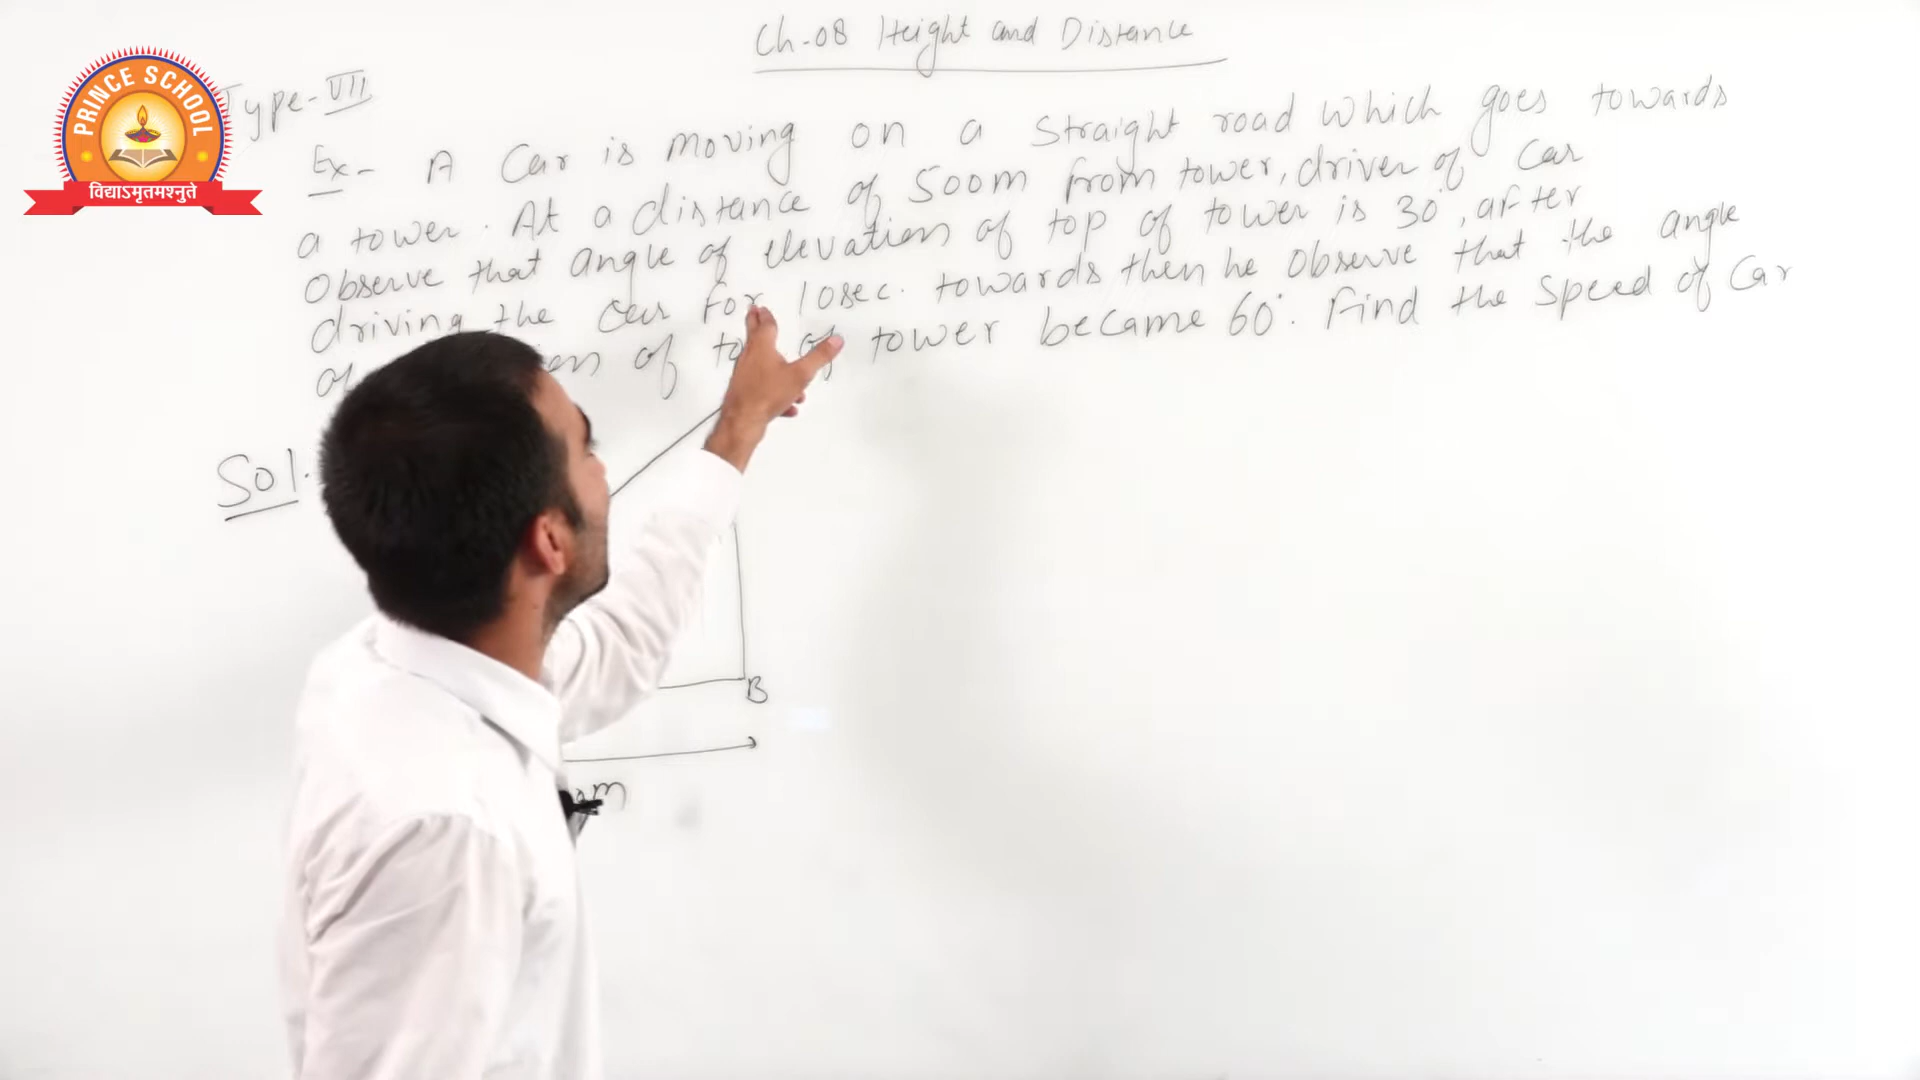 Ch-08 Height and Distance
PRINCE SCHOOL
विद्याऽमृतमश्नुते
Type-VII
Ex- A Car is moving on a straight road which goes towards
a tower. At a distance of 500m from tower, driver of car
Observe that angle of elevation of top of tower is 30°, after
driving the car for 10sec. towards then he observe that the angle
of of of tower became 60°. Find the speed of Car
Sol.
B
m